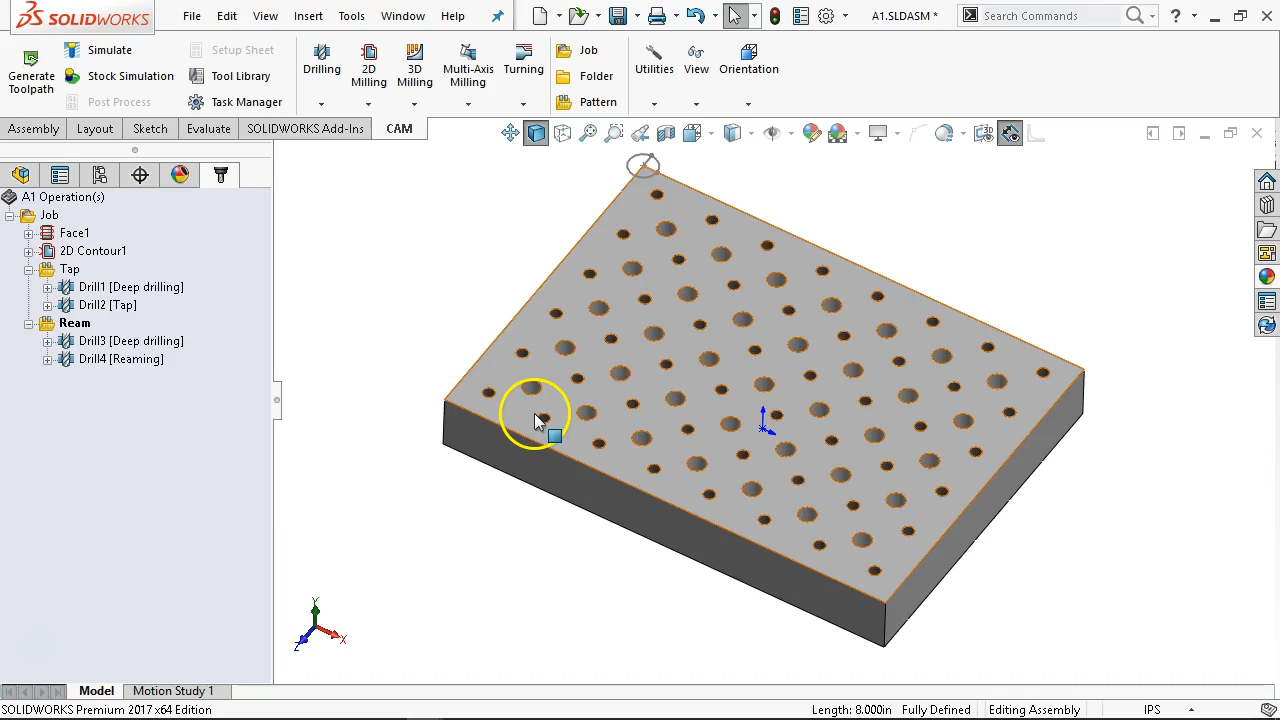 SOLIDWORKS File Edit View Insert Tools Window Help A1.SLDASM * Search Commands ?
Generate Toolpath
Simulate
Stock Simulation
Post Process
Setup Sheet
Tool Library
Task Manager
Drilling
2D Milling
3D Milling
Multi-Axis Milling
Turning
Job
Folder
Pattern
Utilities
View
Orientation
Assembly Layout Sketch Evaluate SOLIDWORKS Add-Ins CAM
A1 Operation(s)
Job
Face1
2D Contour1
Tap
Drill1 [Deep drilling]
Drill2 [Tap]
Ream
Drill3 [Deep drilling]
Drill4 [Reaming]
Y
X
Z
Model Motion Study 1
SOLIDWORKS Premium 2017 x64 Edition Length: 8.000in Fully Defined Editing Assembly IPS